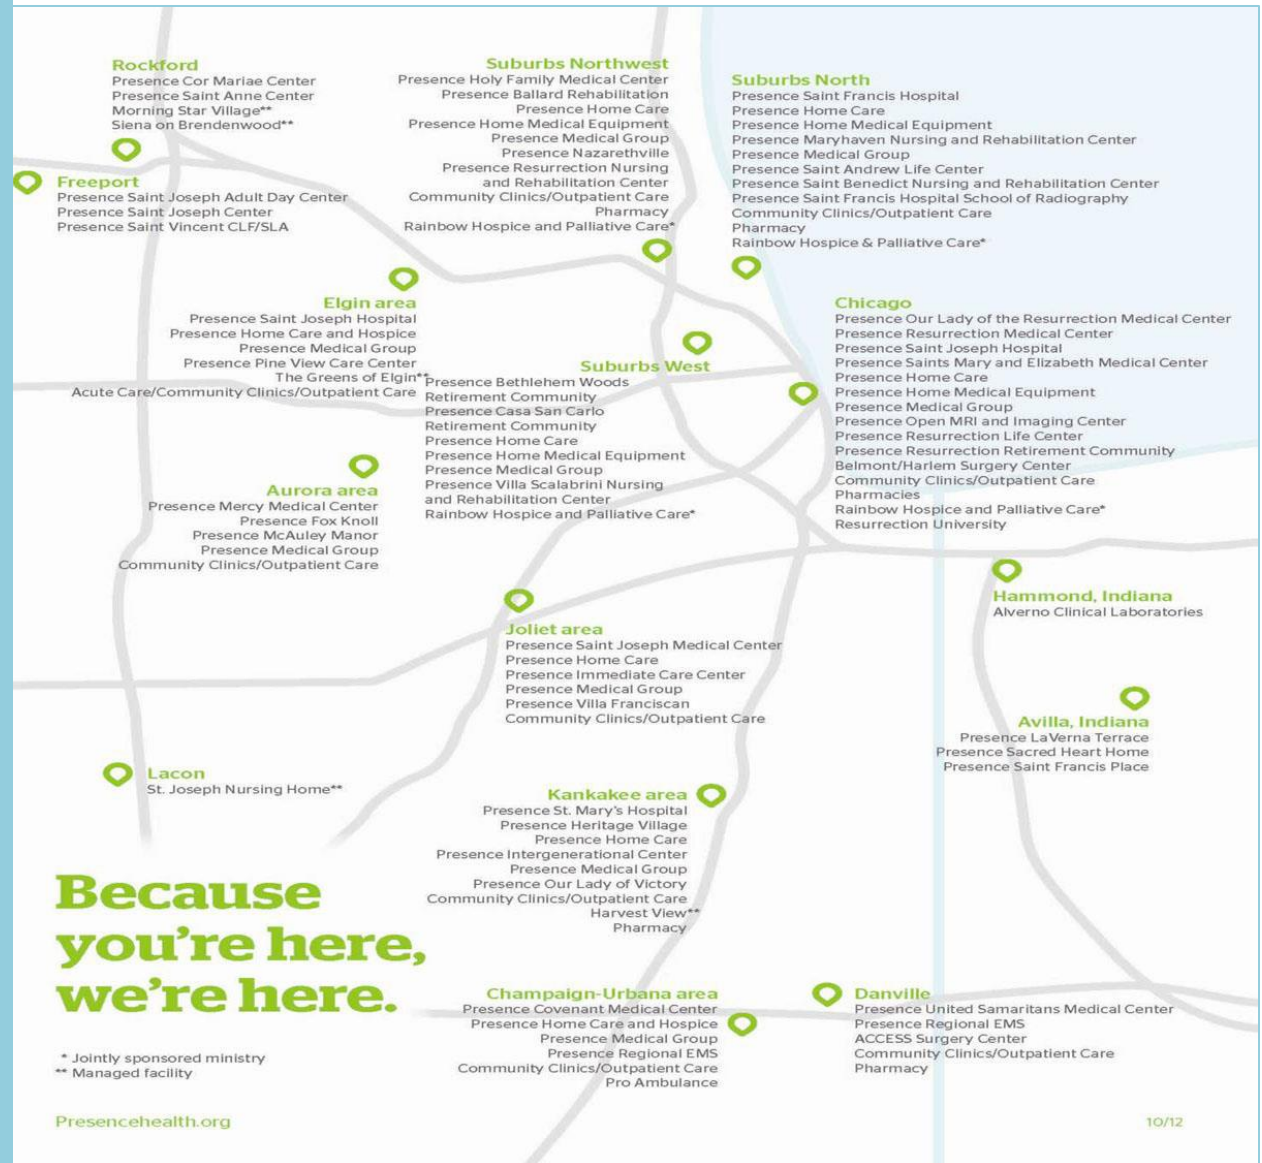 Rockford
Presence Cor Mariae Center
Presence Saint Anne Center
Morning Star Village**
Siena on Brendenwood**
Freeport
Presence Saint Joseph Adult Day Center
Presence Saint Joseph Center
Presence Saint Vincent CLF/SLA
Suburbs Northwest
Presence Holy Family Medical Center
Presence Ballard Rehabilitation
Presence Home Care
Presence Home Medical Equipment
Presence Medical Group
Presence Nazarethville
Presence Resurrection Nursing
and Rehabilitation Center
Community Clinics/Outpatient Care
Pharmacy
Rainbow Hospice and Palliative Care*
Suburbs North
Presence Saint Francis Hospital
Presence Home Care
Presence Home Medical Equipment
Presence Maryhaven Nursing and Rehabilitation Center
Presence Medical Group
Presence Saint Andrew Life Center
Presence Saint Benedict Nursing and Rehabilitation Center
Presence Saint Francis Hospital School of Radiography
Community Clinics/Outpatient Care
Pharmacy
Rainbow Hospice & Palliative Care*
Elgin area
Presence Saint Joseph Hospital
Presence Home Care and Hospice
Presence Medical Group
Presence Pine View Care Center
The Greens of Elgin**
Acute Care/Community Clinics/Outpatient Care
Suburbs West
Presence Bethlehem Woods
Retirement Community
Presence Casa San Carlo
Retirement Community
Presence Home Care
Presence Home Medical Equipment
Presence Medical Group
Presence Villa Scalabrini Nursing
and Rehabilitation Center
Rainbow Hospice and Palliative Care*
Chicago
Presence Our Lady of the Resurrection Medical Center
Presence Resurrection Medical Center
Presence Saint Joseph Hospital
Presence Saints Mary and Elizabeth Medical Center
Presence Home Care
Presence Home Medical Equipment
Presence Medical Group
Presence Open MRI and Imaging Center
Presence Resurrection Life Center
Presence Resurrection Retirement Community
Belmont/Harlem Surgery Center
Community Clinics/Outpatient Care
Pharmacies
Rainbow Hospice and Palliative Care*
Resurrection University
Aurora area
Presence Mercy Medical Center
Presence Fox Knoll
Presence McAuley Manor
Presence Medical Group
Community Clinics/Outpatient Care
Hammond, Indiana
Alverno Clinical Laboratories
Joliet area
Presence Saint Joseph Medical Center
Presence Home Care
Presence Immediate Care Center
Presence Medical Group
Presence Villa Franciscan
Community Clinics/Outpatient Care
Avilla, Indiana
Presence LaVerna Terrace
Presence Sacred Heart Home
Presence Saint Francis Place
Lacon
St. Joseph Nursing Home**
Kankakee area
Presence St. Mary's Hospital
Presence Heritage Village
Presence Home Care
Presence Intergenerational Center
Presence Medical Group
Presence Our Lady of Victory
Community Clinics/Outpatient Care
Harvest View**
Pharmacy
Because
you're here,
we're here.
Champaign-Urbana area
Presence Covenant Medical Center
Presence Home Care and Hospice
Presence Medical Group
Presence Regional EMS
Community Clinics/Outpatient Care
Pro Ambulance
Danville
Presence United Samaritans Medical Center
Presence Regional EMS
ACCESS Surgery Center
Community Clinics/Outpatient Care
Pharmacy
* Jointly sponsored ministry
** Managed facility
Presencehealth.org
10/12